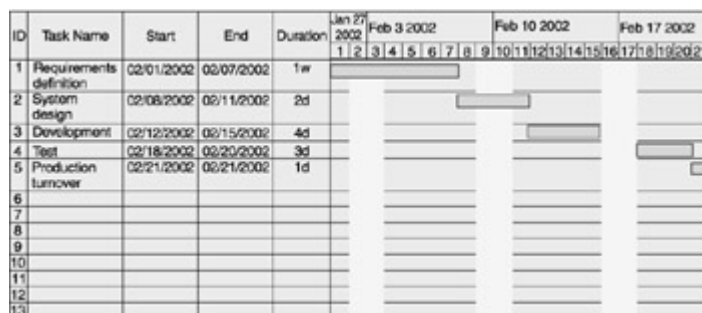 ID Task Name Start End Duration Jan 27 2002 Feb 3 2002 Feb 10 2002 Feb 17 2002
1 2 3 4 5 6 7 8 9 10 11 12 13 14 15 16 17 18 19 20 2
1 Requirements definition 02/01/2002 02/07/2002 1w
2 System design 02/08/2002 02/11/2002 2d
3 Development 02/12/2002 02/15/2002 4d
4 Test 02/18/2002 02/20/2002 3d
5 Production turnover 02/21/2002 02/21/2002 1d
6
7
8
9
10
11
12
13